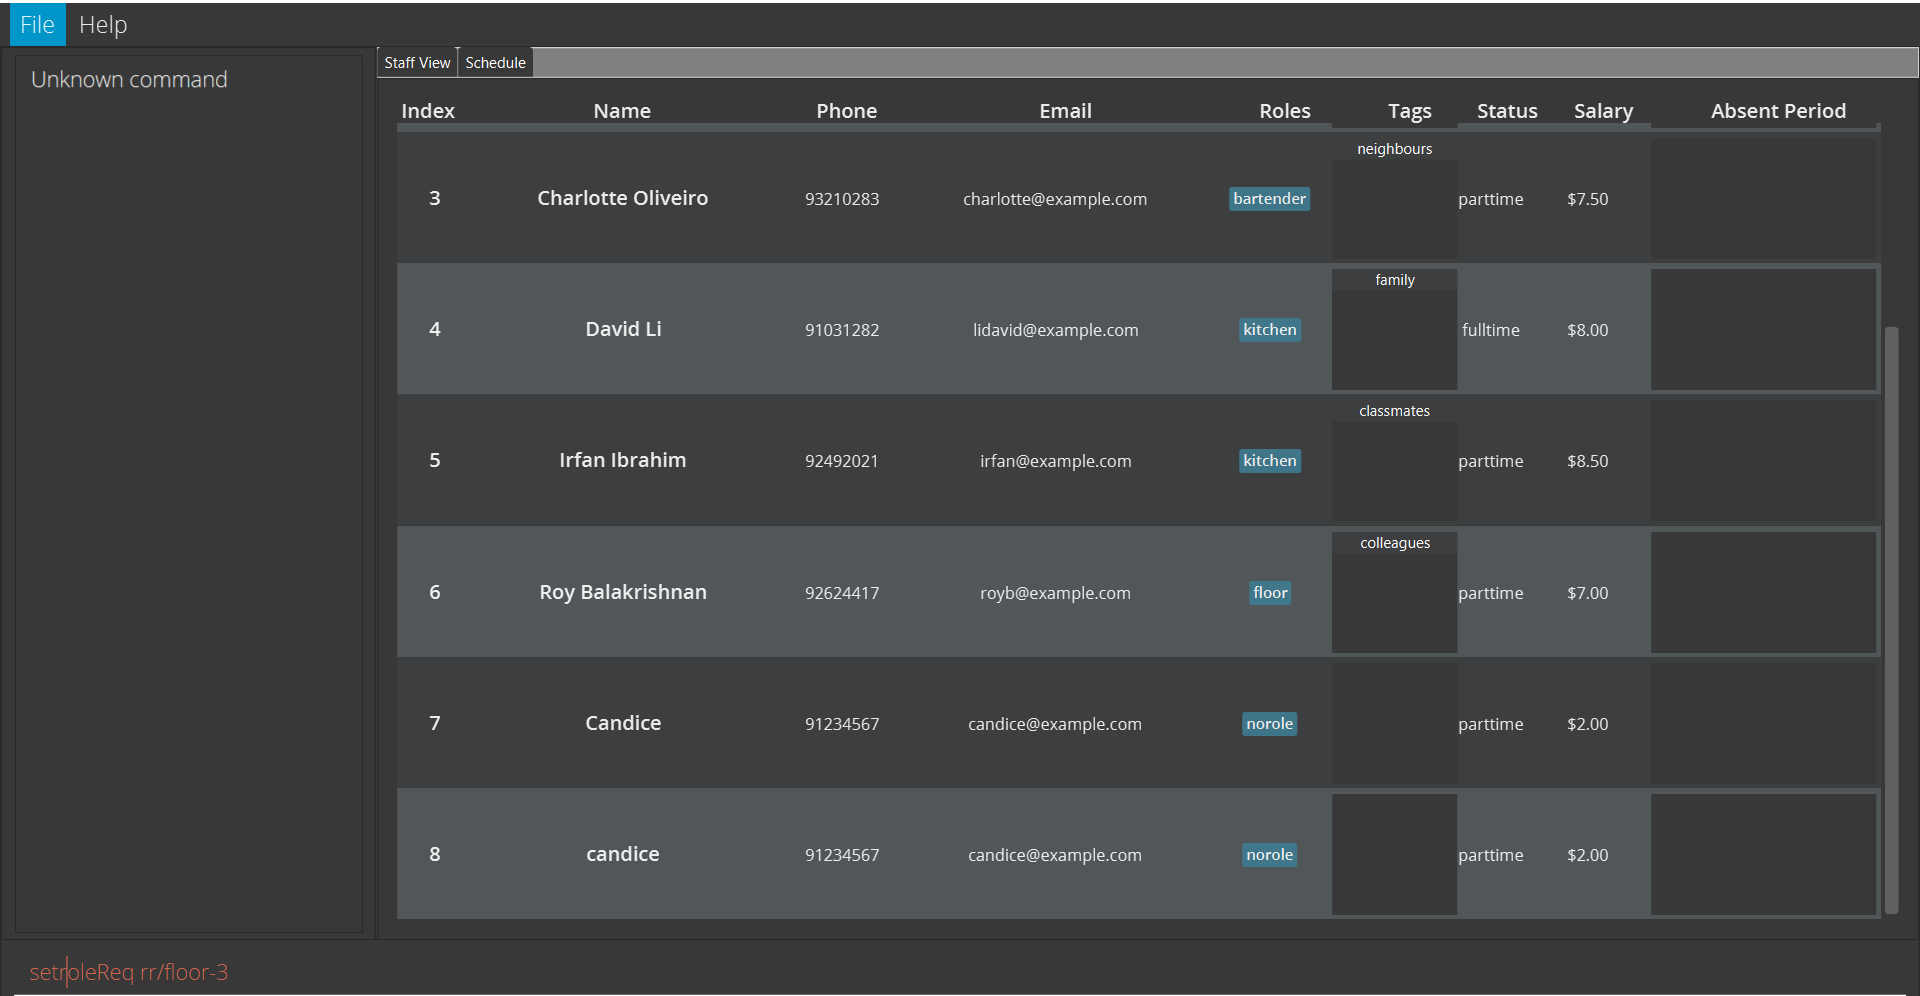 File Help
Unknown command
Staff View Schedule
Index Name Phone Email Roles Tags Status Salary Absent Period
neighbours
3 Charlotte Oliveiro 93210283 charlotte@example.com bartender parttime $7.50
family
4 David Li 91031282 lidavid@example.com kitchen fulltime $8.00
classmates
5 Irfan Ibrahim 92492021 irfan@example.com kitchen parttime $8.50
colleagues
6 Roy Balakrishnan 92624417 royb@example.com floor parttime $7.00
7 Candice 91234567 candice@example.com norole parttime $2.00
8 candice 91234567 candice@example.com norole parttime $2.00
setroleReq rr/floor-3